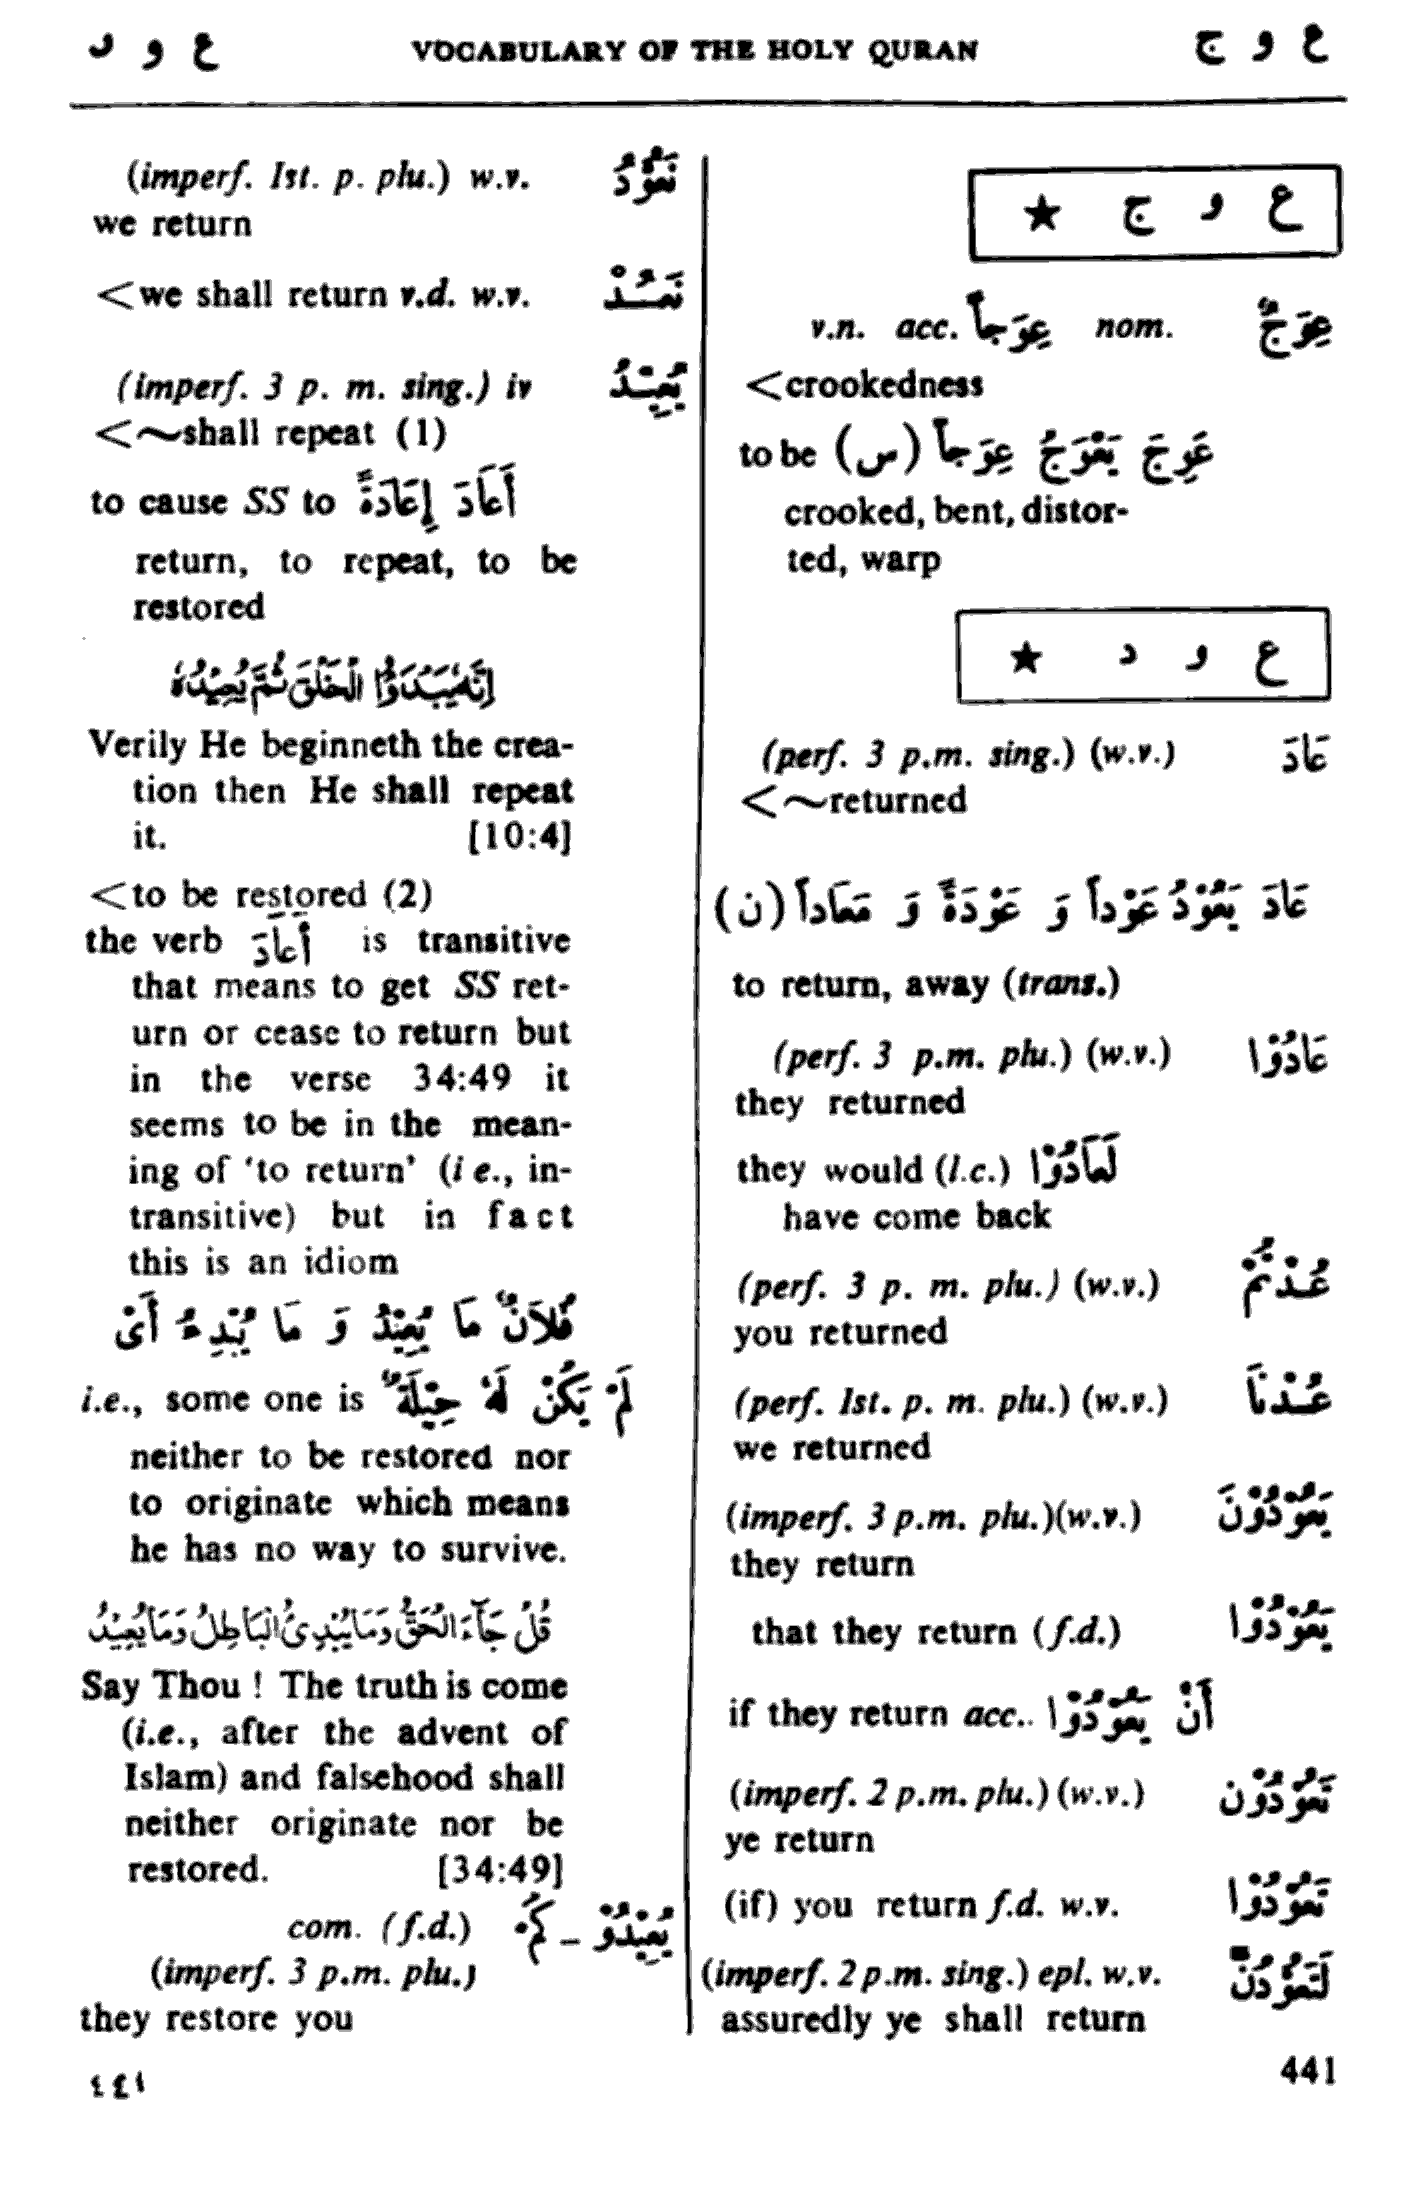 ع و د VOCABULARY OF THE HOLY QURAN ع و ج
ع و ج ★
v.n. acc. عِوَجاً nom. عِوَجٌ
<crookedness
to be (س) عَوِجَ يَعْوَجُ عِوَجاً
crooked, bent, distor-
ted, warp
ع و د ★
(perf. 3 p.m. sing.) (w.v.) عَادَ
<~returned
عَادَ يَعُوْدُ عَوْداً وَ عَوْدَةً وَ مَعَاداً (ن)
to return, away (trans.)
(perf. 3 p.m. plu.) (w.v.) عَادُوْا
they returned
they would (l.c.) لَعَادُوْا
have come back
(perf. 3 p. m. plu.) (w.v.) عُدْتُّمْ
you returned
(perf. Ist. p. m. plu.) (w.v.) عُدْنَا
we returned
(imperf. 3 p.m. plu.)(w.v.) يَعُوْدُوْنَ
they return
that they return (f.d.) يَعُوْدُوْا
if they return acc.. أَنْ يَعُوْدُوْا
(imperf. 2 p.m. plu.) (w.v.) تَعُوْدُوْن
ye return
(if) you return f.d. w.v. تَعُوْدُوْا
(imperf. 2 p.m. sing.) epl. w.v. لَتَعُوْدُنَّ
assuredly ye shall return
(imperf. Ist. p. plu.) w.v. نَعُوْدُ
we return
<we shall return v.d. w.v. نَعُـدْ
(imperf. 3 p. m. sing.) iv يُعِيْدُ
<~shall repeat (1)
to cause SS to أَعَادَ إِعَادَةً
return, to repeat, to be
restored
إِنَّهٗ يَبْدَؤُا الْخَلْقَ ثُمَّ يُعِيْدُهٗ
Verily He beginneth the crea-
tion then He shall repeat
it. [10:4]
<to be restored (2)
the verb أَعَادَ is transitive
that means to get SS ret-
urn or cease to return but
in the verse 34:49 it
seems to be in the mean-
ing of ‘to return’ (i e., in-
transitive) but in fact
this is an idiom
فُلَانٌ مَا يُعِيْدُ وَ مَا يُبْدِءُ أَىْ
i.e., some one is لَمْ يَكُنْ لَهٗ حِيْلَةٌ
neither to be restored nor
to originate which means
he has no way to survive.
قُلْ جَآءَ الْحَقُّ وَمَا يُبْدِئُ الْبَاطِلُ وَمَا يُعِيْدُ
Say Thou ! The truth is come
(i.e., after the advent of
Islam) and falsehood shall
neither originate nor be
restored. [34:49]
com. (f.d.) يُعِيْدُوْ ـ كُمْ
(imperf. 3 p.m. plu.)
they restore you
٤٤١ 441